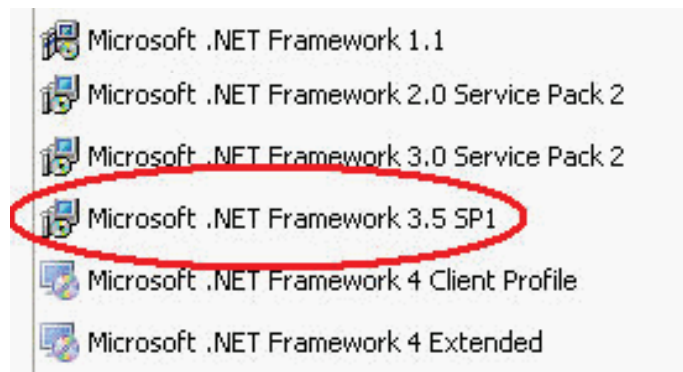 Microsoft .NET Framework 1.1
Microsoft .NET Framework 2.0 Service Pack 2
Microsoft .NET Framework 3.0 Service Pack 2
Microsoft .NET Framework 3.5 SP1
Microsoft .NET Framework 4 Client Profile
Microsoft .NET Framework 4 Extended